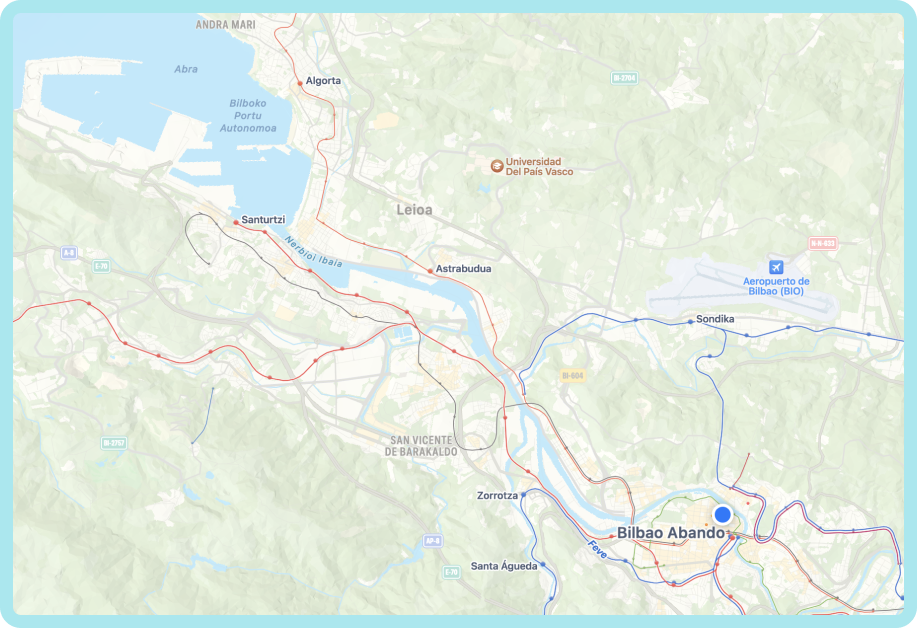 ANDRA MARI
Abra
Algorta
BI-2704
Bilboko
Portu
Autonomoa
Universidad
Del País Vasco
Leioa
Santurtzi
Nerbioi Ibaia
N-633
A-8
E-70
Astrabudua
Aeropuerto de
Bilbao (BIO)
Sondika
BI-604
BI-3757
SAN VICENTE
DE BARAKALDO
Zorrotza
Bilbao Abando
AP-8
Feve
Santa Águeda
E-70